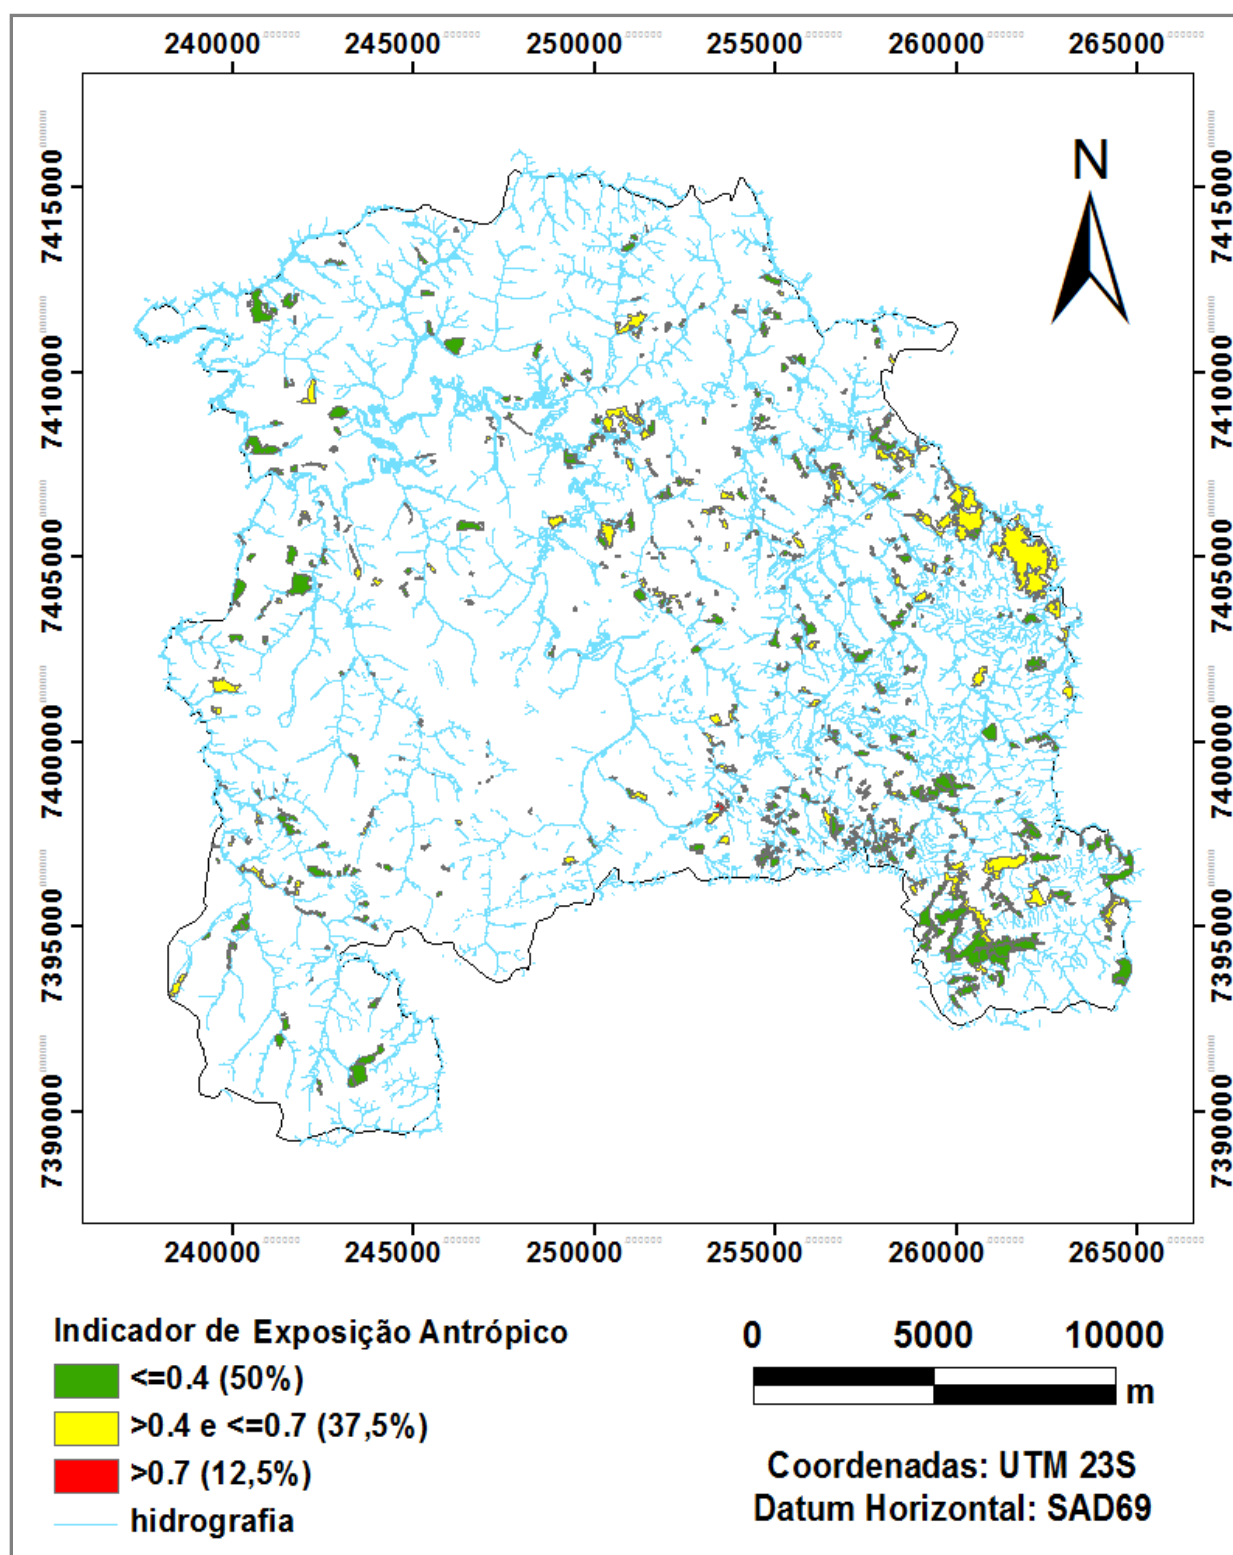 240000 245000 250000 255000 260000 265000
N
7415000 7415000
7410000 7410000
7405000 7405000
7400000 7400000
7395000 7395000
7390000 7390000
240000 245000 250000 255000 260000 265000
Indicador de Exposição Antrópico
<=0.4 (50%)
>0.4 e <=0.7 (37,5%)
>0.7 (12,5%)
hidrografia
0 5000 10000
m
Coordenadas: UTM 23S
Datum Horizontal: SAD69